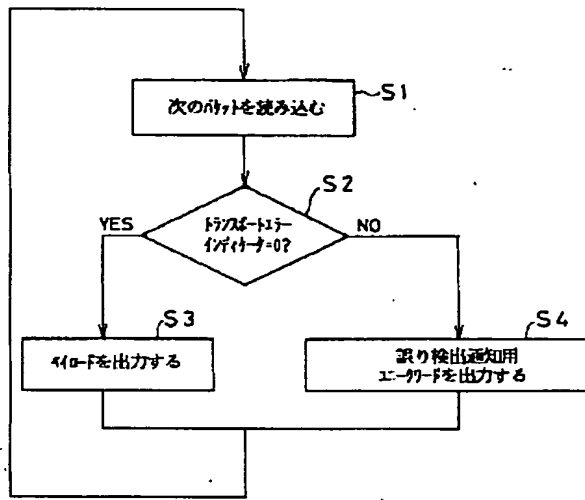 S1
次のパケットを読み込む
S2
トランスポートエラー
インディケータ=0?
YES
NO
S3
ペイロードを出力する
S4
誤り検出通知用
ユニークワードを出力する